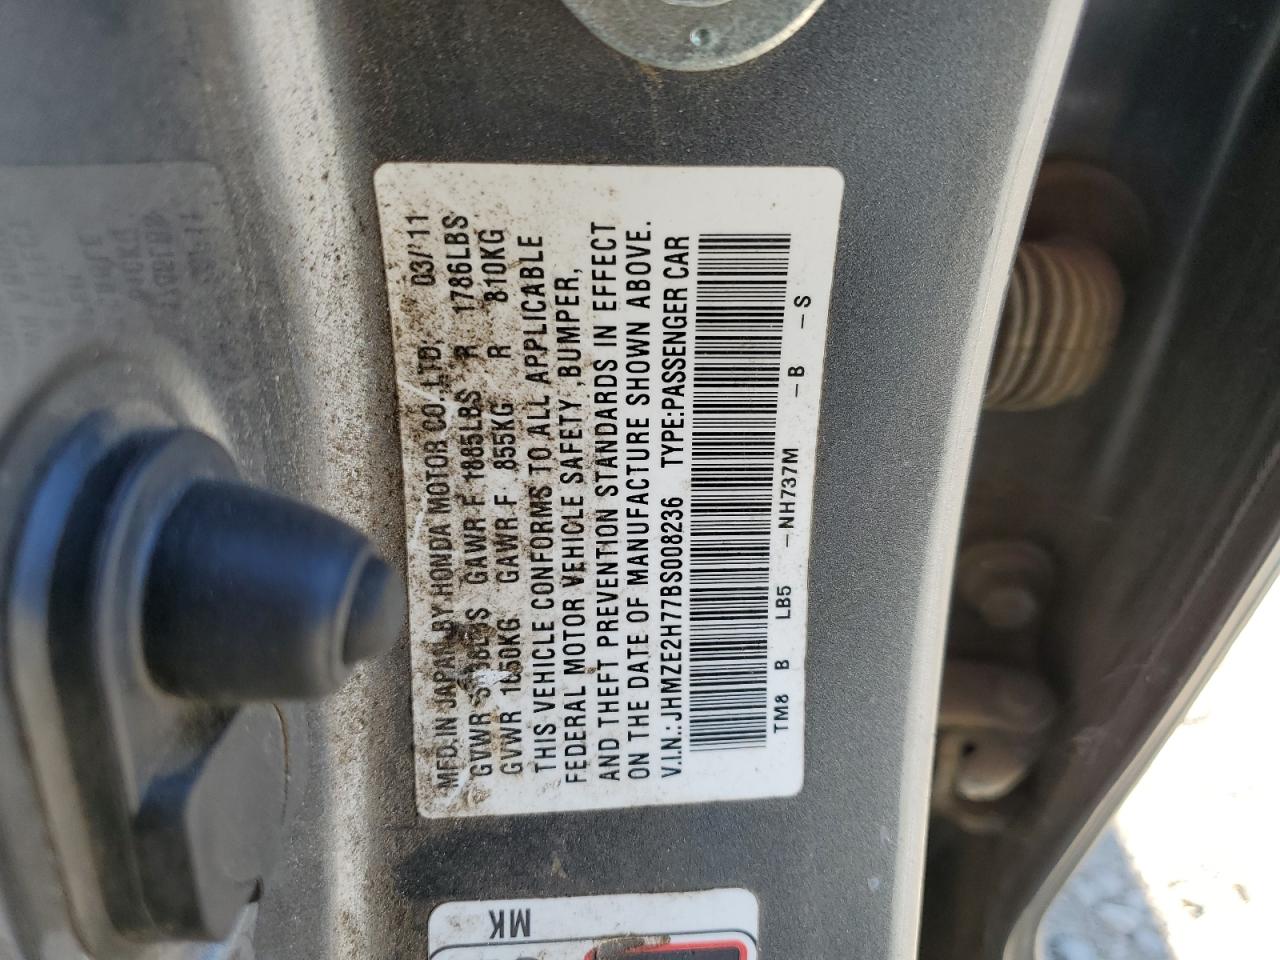 MFD.IN JAPAN BY HONDA MOTOR CO.,LTD. 03/'11
GVWR LBS GAWR F 1885LBS R 1786LBS
GVWR 1650KG GAWR F 855KG R 810KG
THIS VEHICLE CONFORMS TO ALL APPLICABLE
FEDERAL MOTOR VEHICLE SAFETY ,BUMPER,
AND THEFT PREVENTION STANDARDS IN EFFECT
ON THE DATE OF MANUFACTURE SHOWN ABOVE.
V.I.N.: JHMZE2H77BS008236 TYPE:PASSENGER CAR
TM8 B LB5 -NH737M -B -S
MK